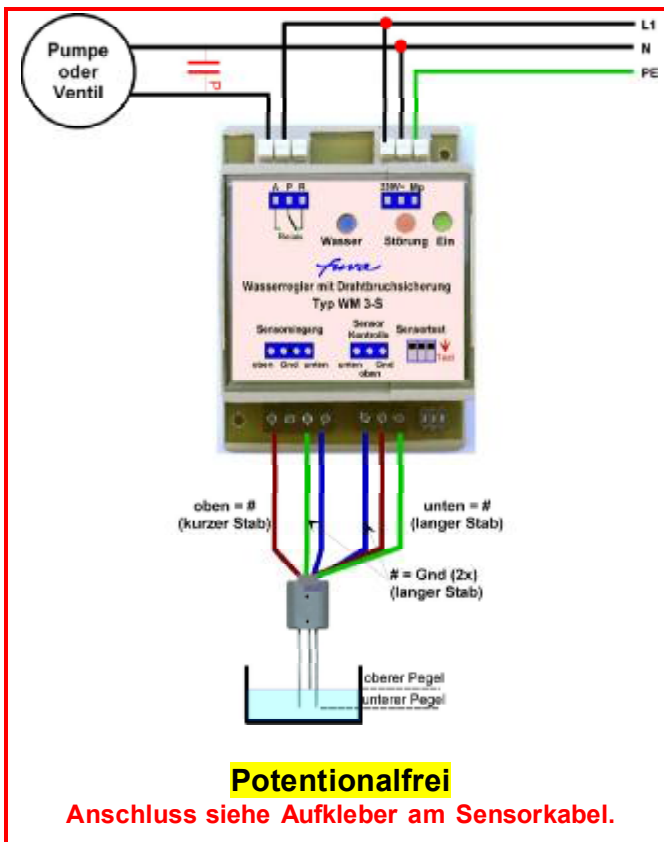 L1
N
PE
Pumpe
oder
Ventil
P
A P R
Relais
230V~ Mp
Wasser Störung Ein
fuva
Wasserregler mit Drahtbruchsicherung
Typ WM 3-S
Sensoreingang
oben Gnd unten
Sensor
Kontrolle
unten Gnd
oben
Sensortest
Test
oben = #
(kurzer Stab)
unten = #
(langer Stab)
# = Gnd (2x)
(langer Stab)
oberer Pegel
unterer Pegel
Potentionalfrei
Anschluss siehe Aufkleber am Sensorkabel.